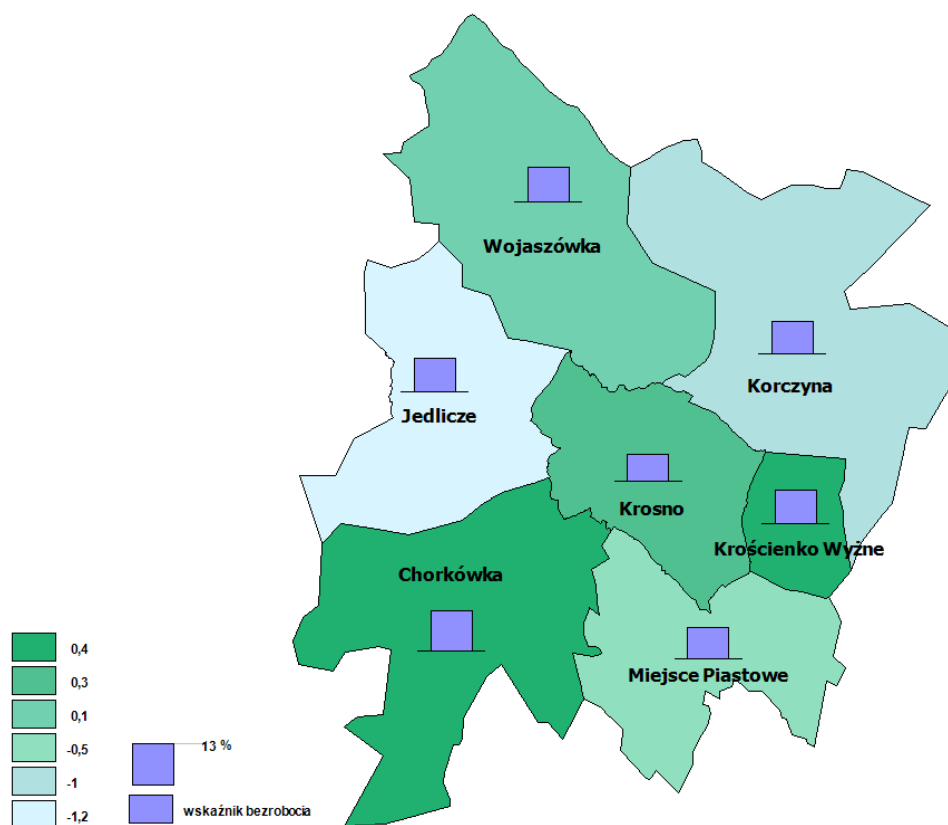 Wojaszówka
Korczyna
Jedlicze
Krosno
Krościenko Wyżne
Chorkówka
Miejsce Piastowe
0,4
0,3
0,1
-0,5
-1
-1,2
13 %
wskaźnik bezrobocia